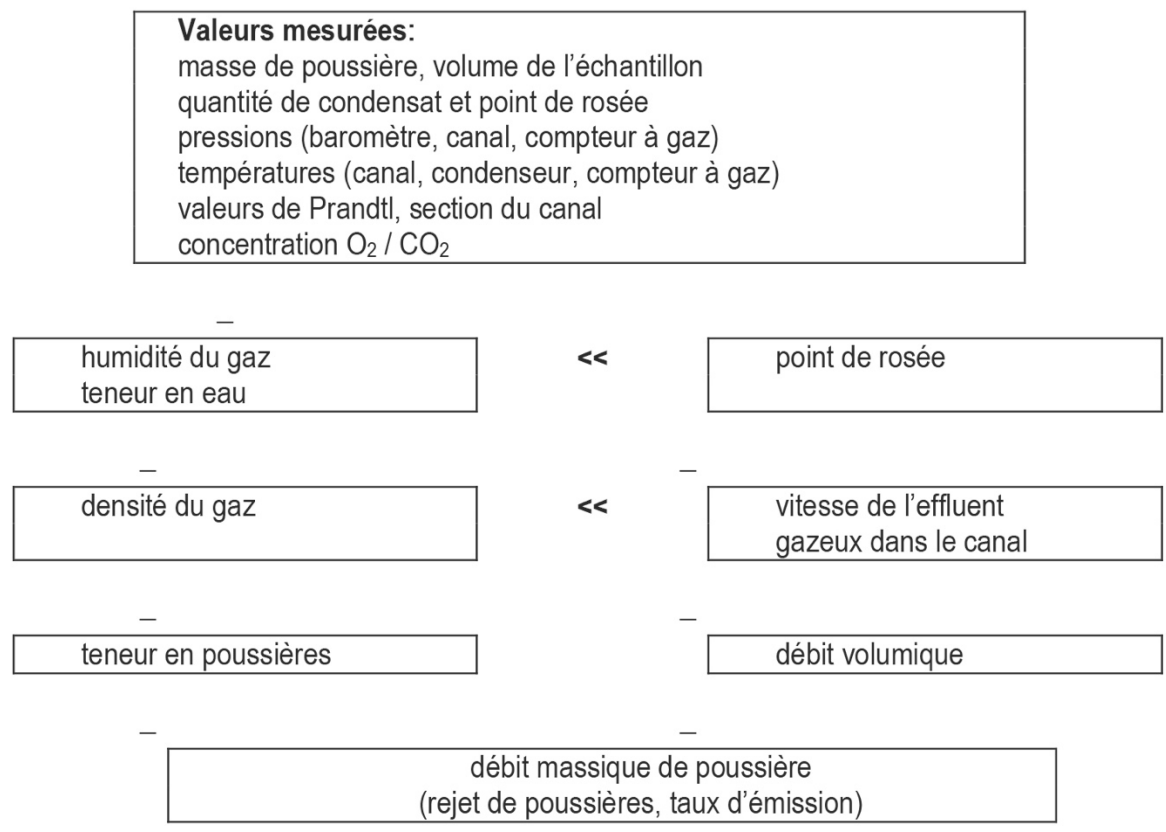 Valeurs mesurées:
masse de poussière, volume de l’échantillon
quantité de condensat et point de rosée
pressions (baromètre, canal, compteur à gaz)
températures (canal, condenseur, compteur à gaz)
valeurs de Prandtl, section du canal
concentration O₂ / CO₂
_
humidité du gaz << point de rosée
teneur en eau
_ _
densité du gaz << vitesse de l’effluent
gazeux dans le canal
_ _
teneur en poussières débit volumique
_ _
débit massique de poussière
(rejet de poussières, taux d’émission)